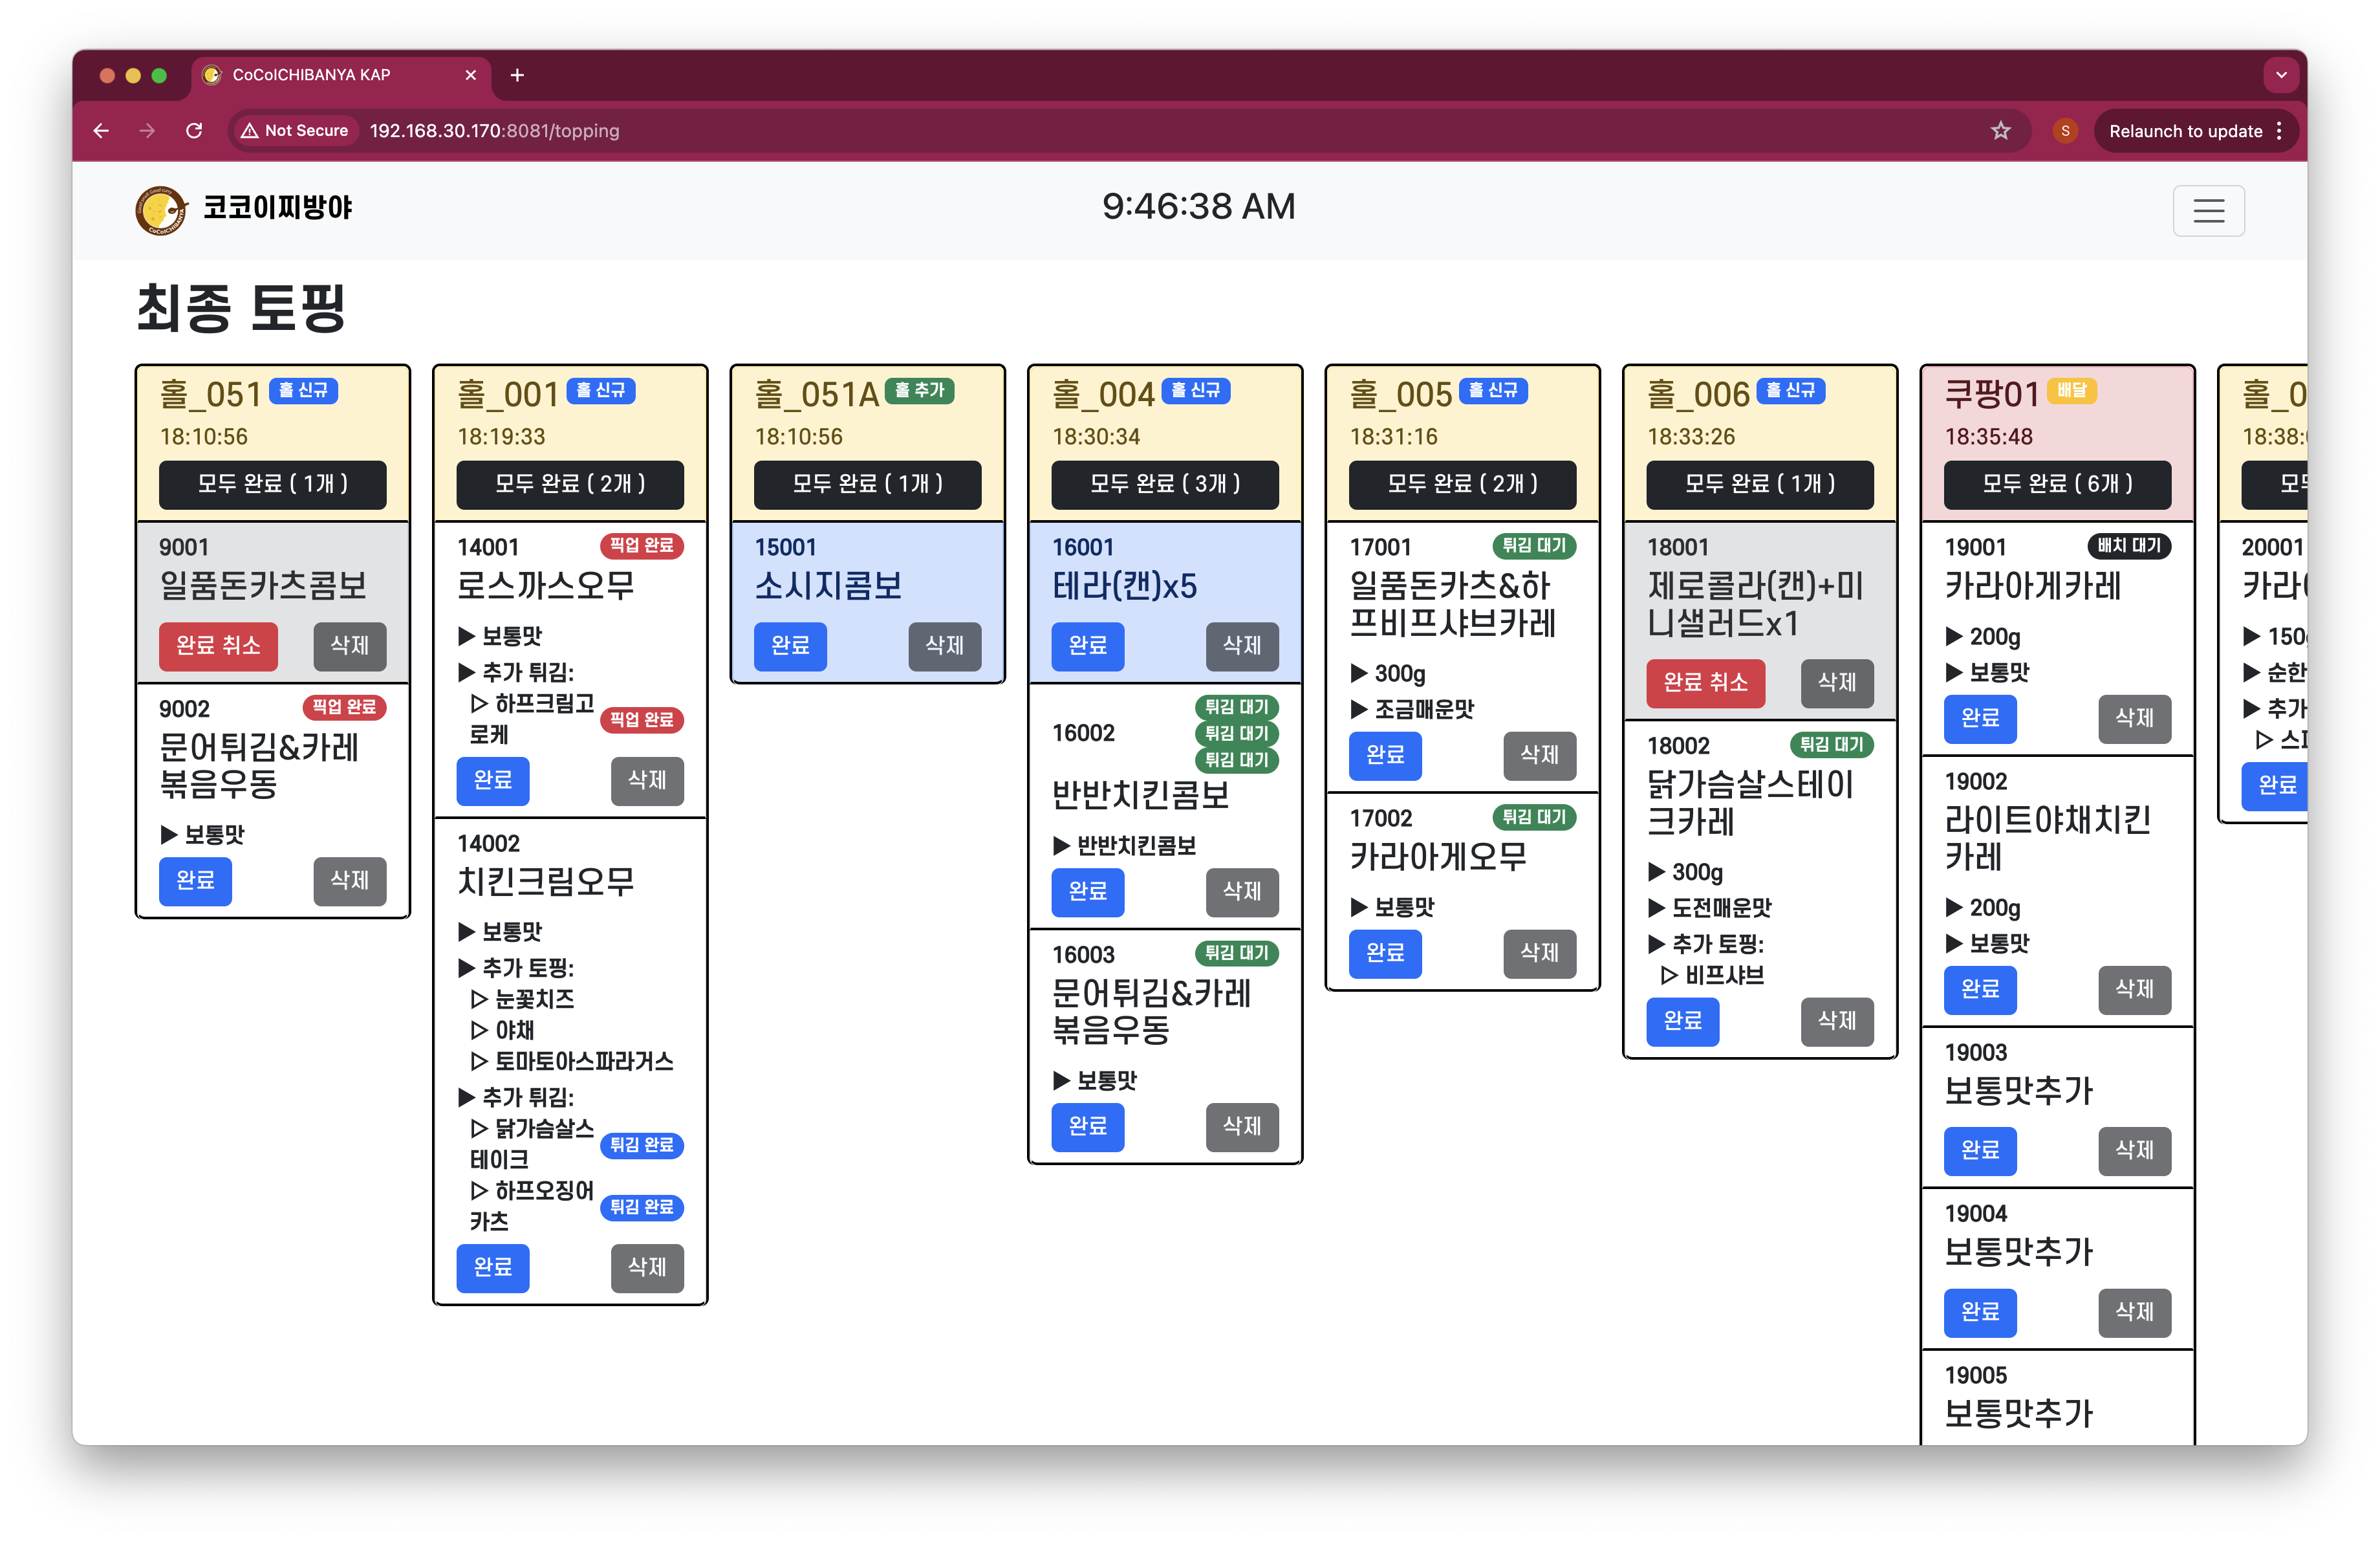 CoCoICHIBANYA KAP
Not Secure
192.168.30.170:8081/topping
S
Relaunch to update
코코이찌방야
9:46:38 AM
최종 토핑
홀_051 홀 신규
18:10:56
모두 완료 ( 1개 )
9001
일품돈카츠콤보
완료 취소 삭제
9002 픽업 완료
문어튀김&카레
볶음우동
▶ 보통맛
완료 삭제
홀_001 홀 신규
18:19:33
모두 완료 ( 2개 )
14001 픽업 완료
로스까스오무
▶ 보통맛
▶ 추가 튀김:
▷ 하프크림고
로케 픽업 완료
완료 삭제
14002
치킨크림오무
▶ 보통맛
▶ 추가 토핑:
▷ 눈꽃치즈
▷ 야채
▷ 토마토아스파라거스
▶ 추가 튀김:
▷ 닭가슴살스
테이크 튀김 완료
▷ 하프오징어
카츠 튀김 완료
완료 삭제
홀_051A 홀 추가
18:10:56
모두 완료 ( 1개 )
15001
소시지콤보
완료 삭제
홀_004 홀 신규
18:30:34
모두 완료 ( 3개 )
16001
테라(캔)x5
완료 삭제
튀김 대기
16002 튀김 대기
튀김 대기
반반치킨콤보
▶ 반반치킨콤보
완료 삭제
16003 튀김 대기
문어튀김&카레
볶음우동
▶ 보통맛
완료 삭제
홀_005 홀 신규
18:31:16
모두 완료 ( 2개 )
17001 튀김 대기
일품돈카츠&하
프비프샤브카레
▶ 300g
▶ 조금매운맛
완료 삭제
17002 튀김 대기
카라아게오무
▶ 보통맛
완료 삭제
홀_006 홀 신규
18:33:26
모두 완료 ( 1개 )
18001
제로콜라(캔)+미
니샐러드x1
완료 취소 삭제
18002 튀김 대기
닭가슴살스테이
크카레
▶ 300g
▶ 도전매운맛
▶ 추가 토핑:
▷ 비프샤브
완료 삭제
쿠팡01 배달
18:35:48
모두 완료 ( 6개 )
19001 배치 대기
카라아게카레
▶ 200g
▶ 보통맛
완료 삭제
19002
라이트야채치킨
카레
▶ 200g
▶ 보통맛
완료 삭제
19003
보통맛추가
완료 삭제
19004
보통맛추가
완료 삭제
19005
보통맛추가
홀_0
18:38:
20001
▶ 150
▶ 순한
▶ 추가
완료